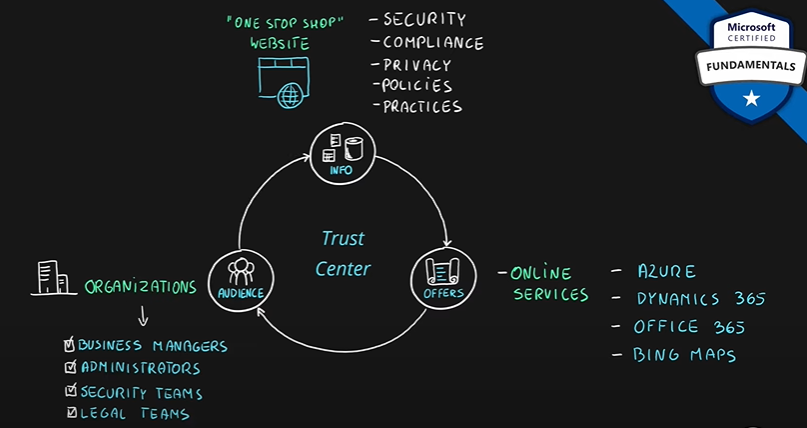 "ONE STOP SHOP"
WEBSITE
- SECURITY
- COMPLIANCE
- PRIVACY
- POLICIES
- PRACTICES
Microsoft
CERTIFIED
FUNDAMENTALS
INFO
Trust
Center
ORGANIZATIONS
AUDIENCE
OFFERS
- ONLINE
SERVICES
- AZURE
- DYNAMICS 365
- OFFICE 365
- BING MAPS
BUSINESS MANAGERS
ADMINISTRATORS
SECURITY TEAMS
LEGAL TEAMS